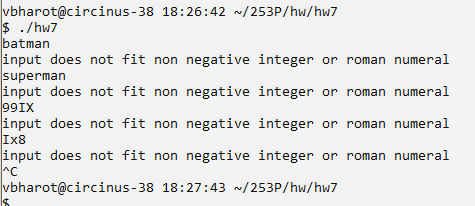 vbharot@circinus-38 18:26:42 ~/253P/hw/hw7
$ ./hw7
batman
input does not fit non negative integer or roman numeral
superman
input does not fit non negative integer or roman numeral
99IX
input does not fit non negative integer or roman numeral
Ix8
input does not fit non negative integer or roman numeral
^C
vbharot@circinus-38 18:27:43 ~/253P/hw/hw7
$